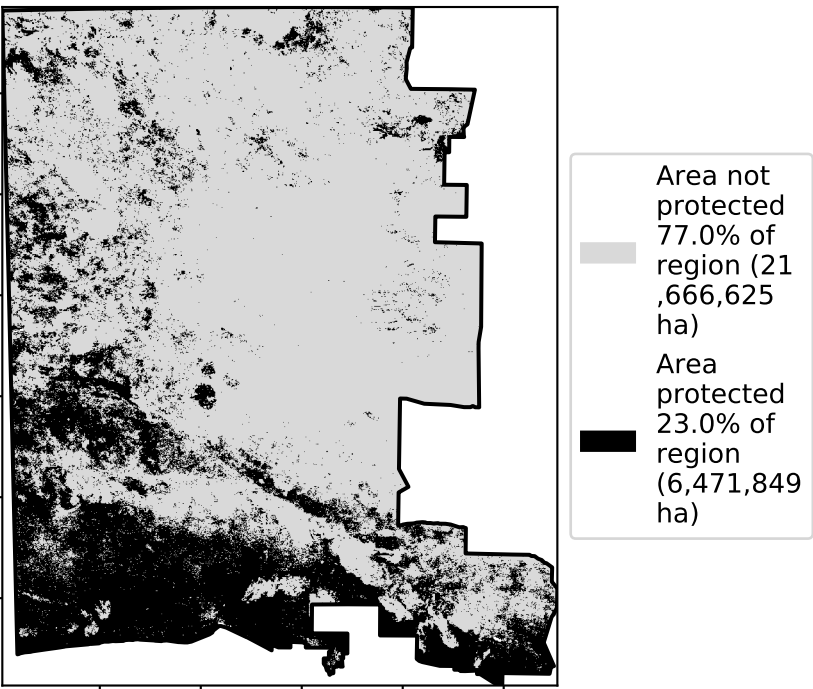 Area not
protected
77.0% of
region (21
,666,625
ha)
Area
protected
23.0% of
region
(6,471,849
ha)